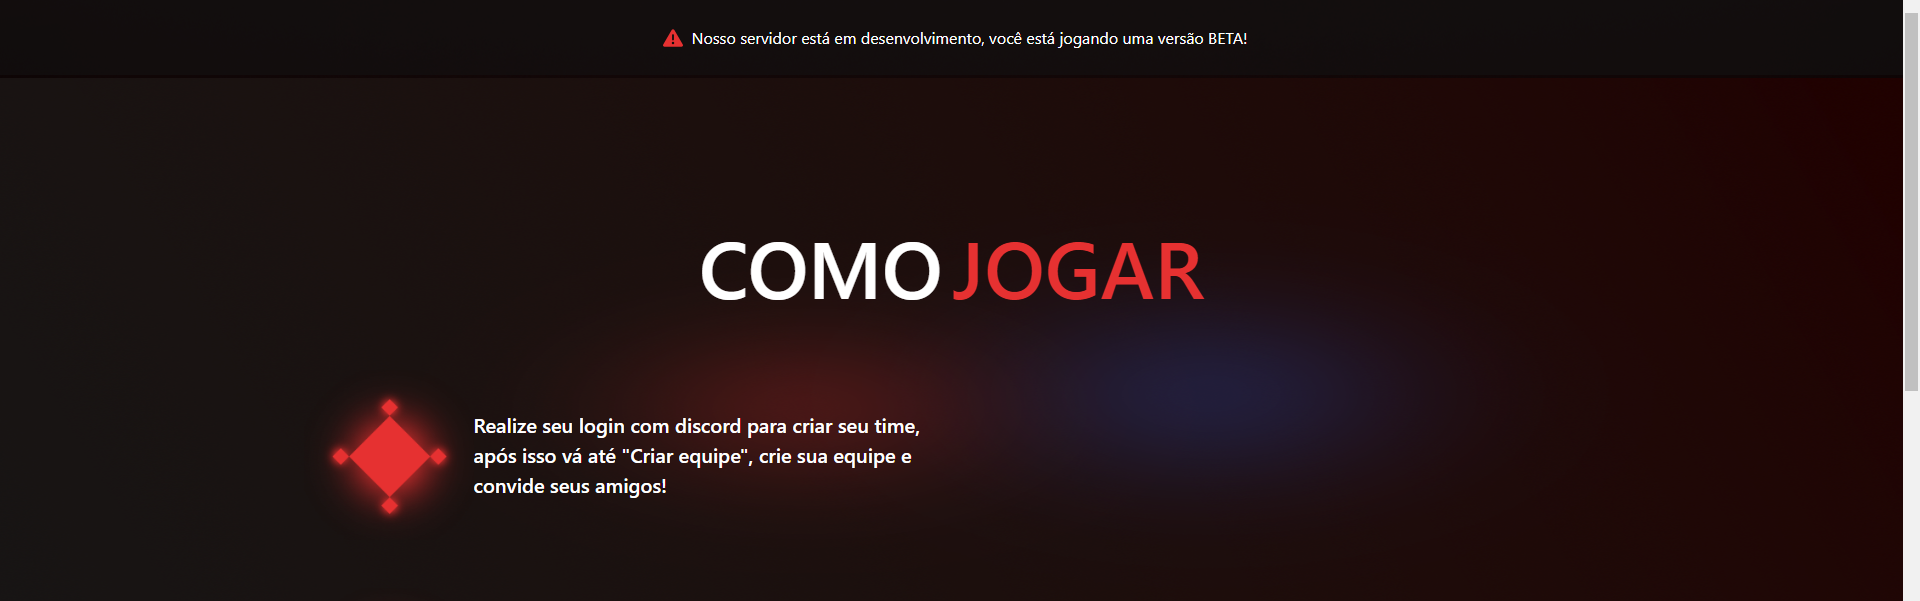 Nosso servidor está em desenvolvimento, você está jogando uma versão BETA!
COMO JOGAR
Realize seu login com discord para criar seu time,
após isso vá até "Criar equipe", crie sua equipe e
convide seus amigos!